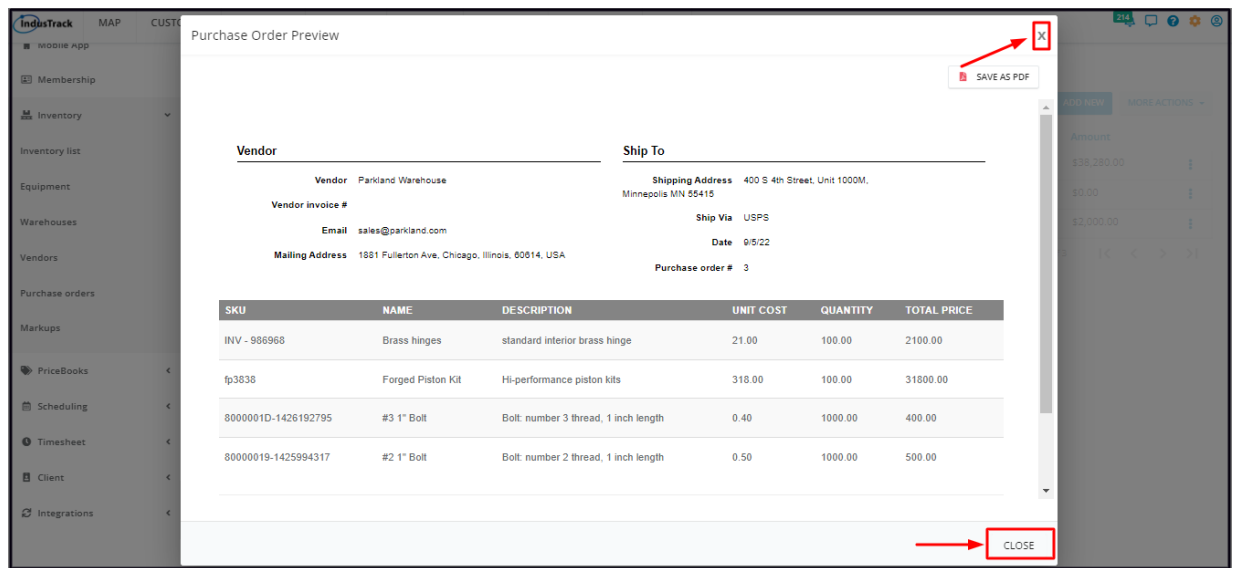 IndusTrack MAP CUSTO
214
Mobile App
Membership
Inventory
Inventory list
Equipment
Warehouses
Vendors
Purchase orders
Markups
PriceBooks
Scheduling
Timesheet
Client
Integrations
Purchase Order Preview X
SAVE AS PDF
Vendor
Vendor Parkland Warehouse
Vendor invoice #
Email sales@parkland.com
Mailing Address 1881 Fullerton Ave, Chicago, Illinois, 60614, USA
Ship To
Shipping Address 400 S 4th Street, Unit 1000M,
Minnepolis MN 55415
Ship Via USPS
Date 9/5/22
Purchase order # 3
SKU NAME DESCRIPTION UNIT COST QUANTITY TOTAL PRICE
INV - 986968 Brass hinges standard interior brass hinge 21.00 100.00 2100.00
fp3838 Forged Piston Kit Hi-performance piston kits 318.00 100.00 31800.00
8000001D-1426192795 #3 1" Bolt Bolt: number 3 thread, 1 inch length 0.40 1000.00 400.00
80000019-1425994317 #2 1" Bolt Bolt: number 2 thread, 1 inch length 0.50 1000.00 500.00
CLOSE
ADD NEW MORE ACTIONS
Amount
$36,280.00
$0.00
$2,000.00